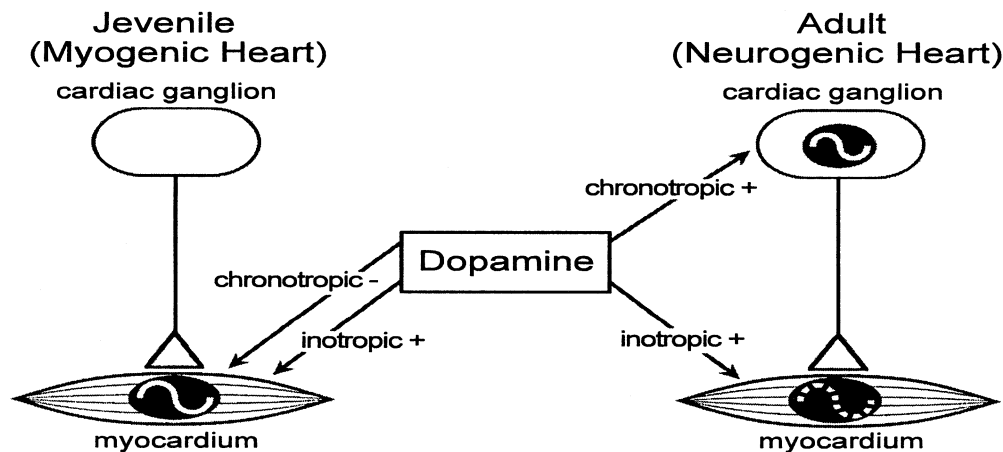 Jevenile
(Myogenic Heart)
cardiac ganglion
Adult
(Neurogenic Heart)
cardiac ganglion
chronotropic +
Dopamine
chronotropic -
inotropic +
inotropic +
myocardium
myocardium